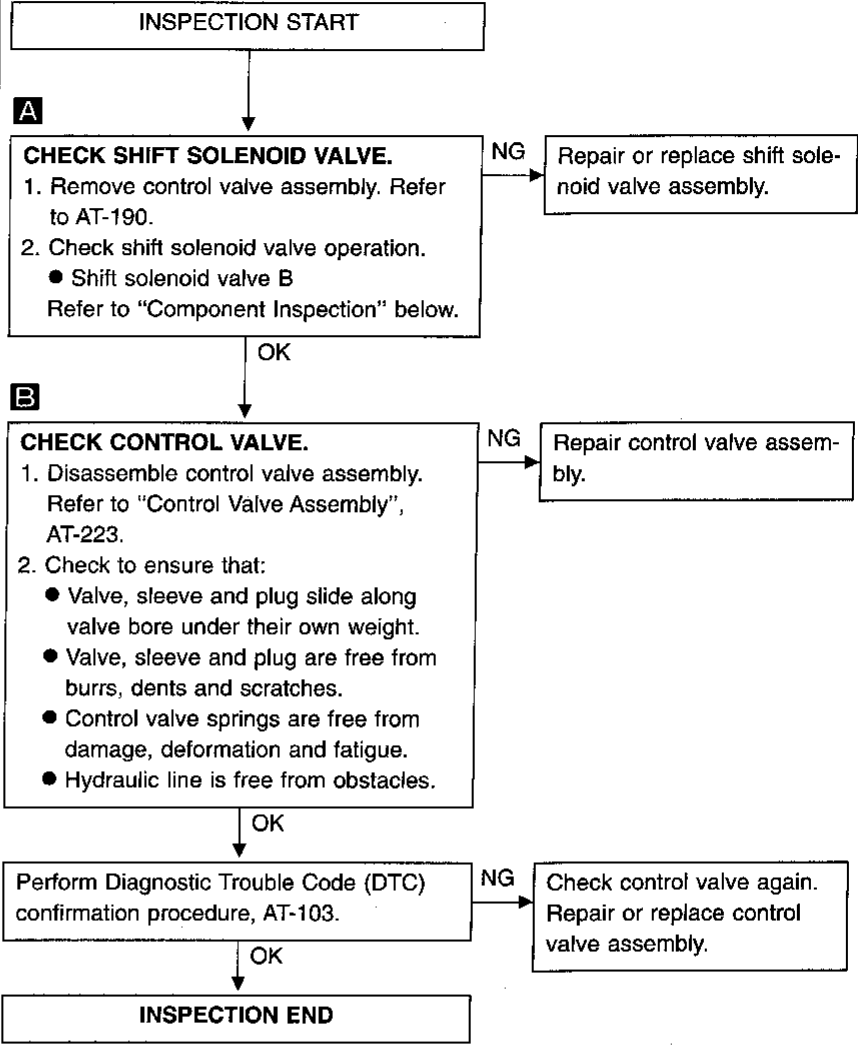 INSPECTION START
A
CHECK SHIFT SOLENOID VALVE.
1. Remove control valve assembly. Refer
to AT-190.
2. Check shift solenoid valve operation.
● Shift solenoid valve B
Refer to “Component Inspection” below.
NG
Repair or replace shift sole-
noid valve assembly.
OK
B
CHECK CONTROL VALVE.
1. Disassemble control valve assembly.
Refer to “Control Valve Assembly”,
AT-223.
2. Check to ensure that:
● Valve, sleeve and plug slide along
valve bore under their own weight.
● Valve, sleeve and plug are free from
burrs, dents and scratches.
● Control valve springs are free from
damage, deformation and fatigue.
● Hydraulic line is free from obstacles.
NG
Repair control valve assem-
bly.
OK
Perform Diagnostic Trouble Code (DTC)
confirmation procedure, AT-103.
NG
Check control valve again.
Repair or replace control
valve assembly.
OK
INSPECTION END